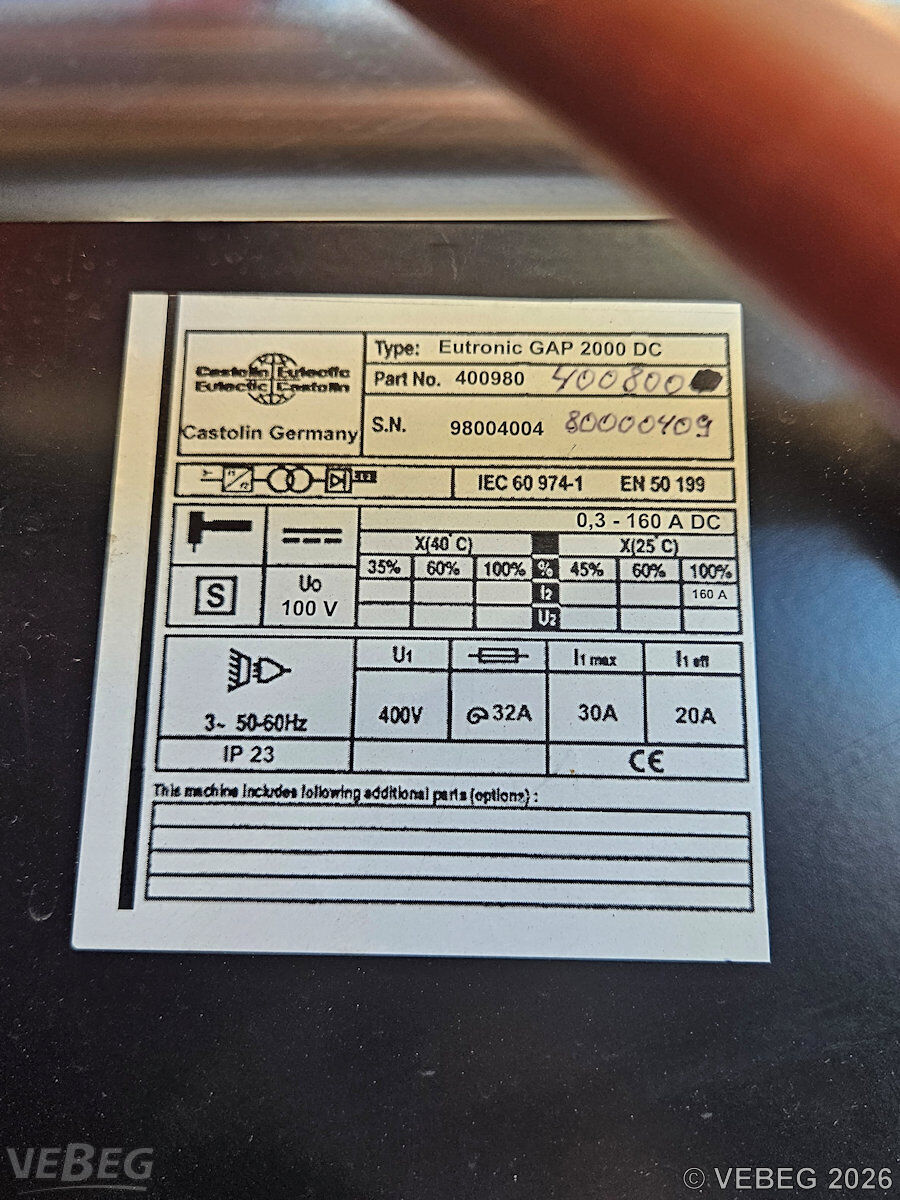 Castolin Eutectic
Eutectic Castolin
Castolin Germany
Type: Eutronic GAP 2000 DC
Part No. 400980 400800
S.N. 98004004 80000409
IEC 60 974-1 EN 50 199
0,3 - 160 A DC
X(40°C) X(25°C)
35% 60% 100% % 45% 60% 100%
S
U0
100 V
I2 160 A
U2
U1 I1 max I1 eff
3~ 50-60Hz 400V 32A 30A 20A
IP 23 CE
This machine includes following additional parts (options) :
VEBEG
© VEBEG 2026